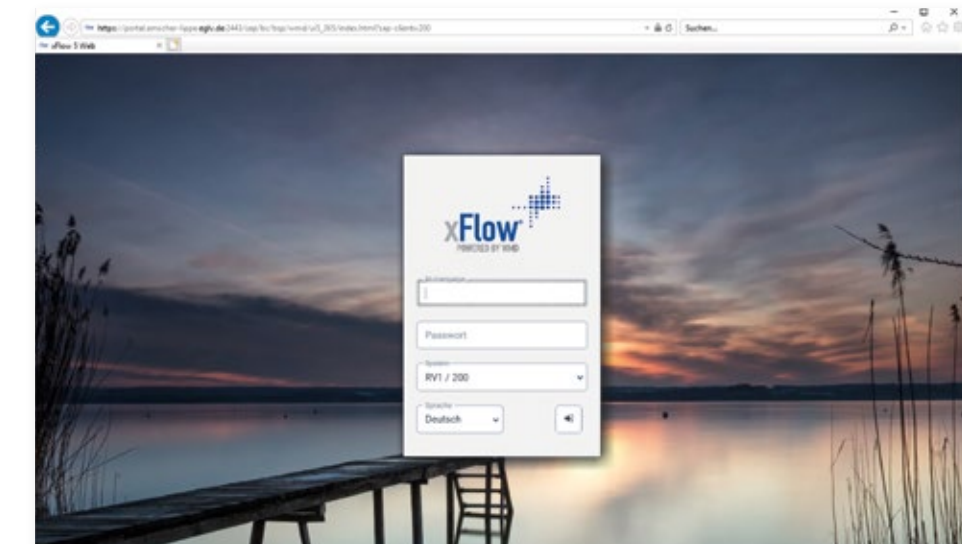 Suchen...
xFlow 5 Web
xFlow
POWERED BY WMD
Passwort
System
RV1 / 200
Sprache
Deutsch